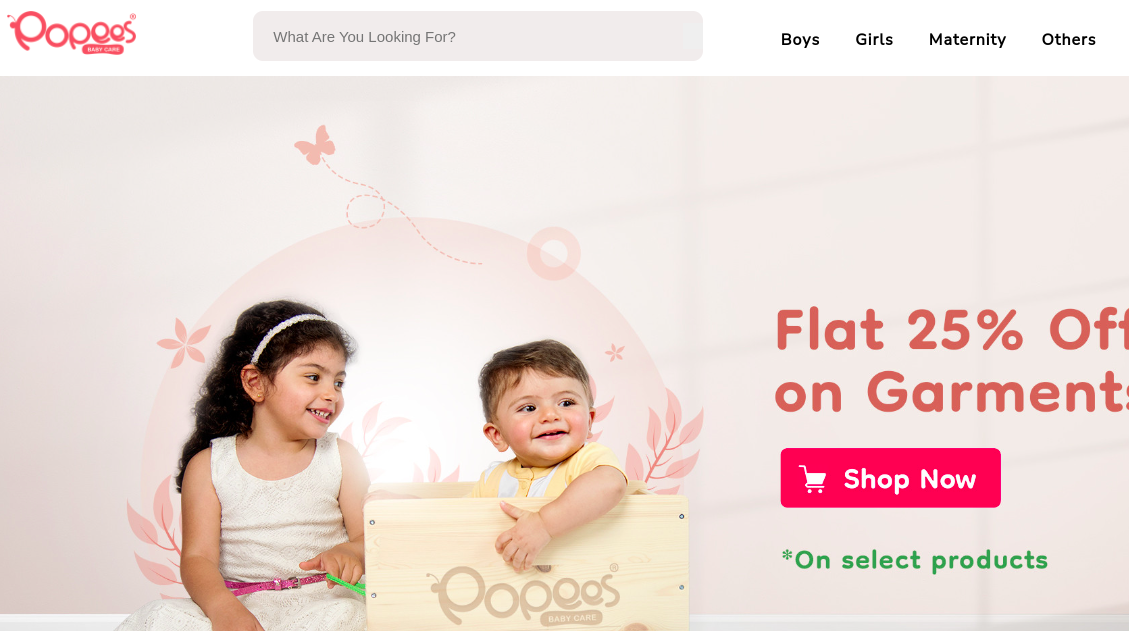 Popees
BABY CARE
What Are You Looking For?
Boys
Girls
Maternity
Others
Flat 25% Off
on Garments
Shop Now
*On select products
Popees
BABY CARE